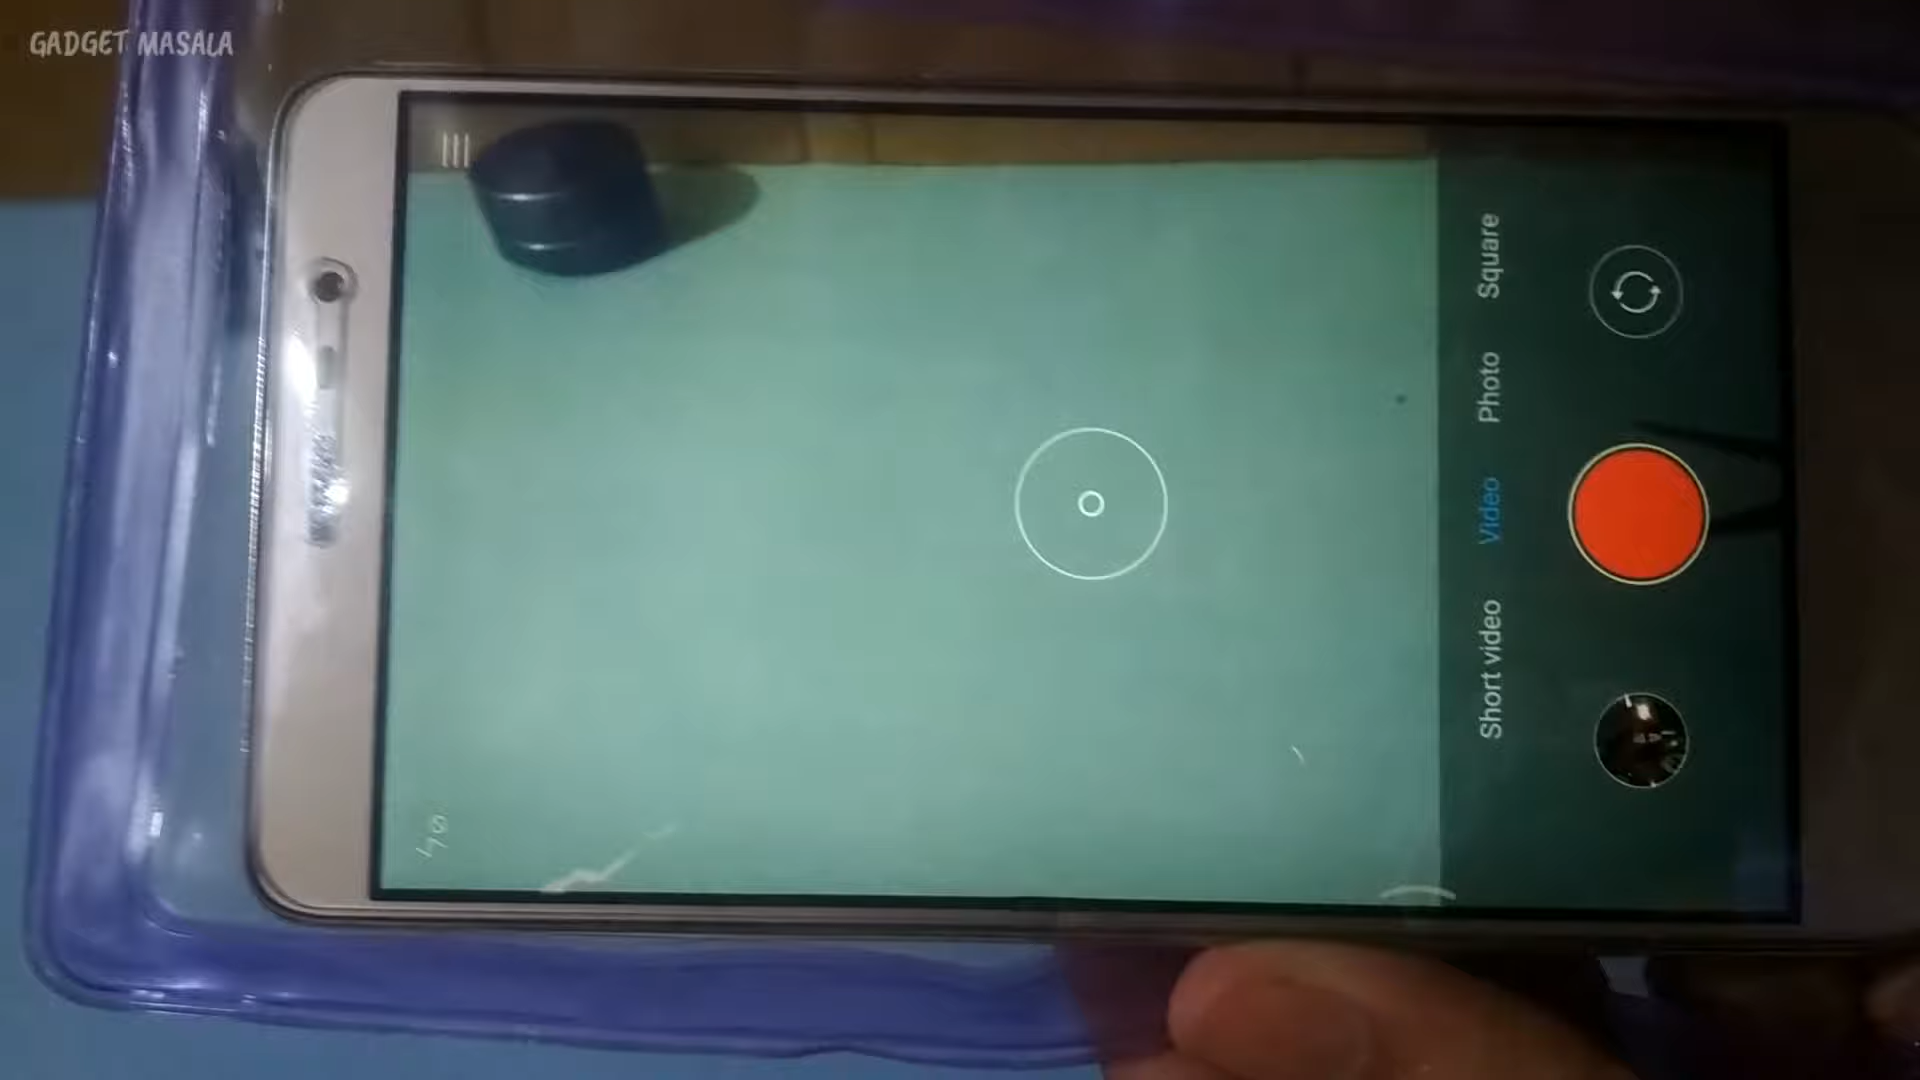 GADGET MASALA
Square
Photo
Video
Short video